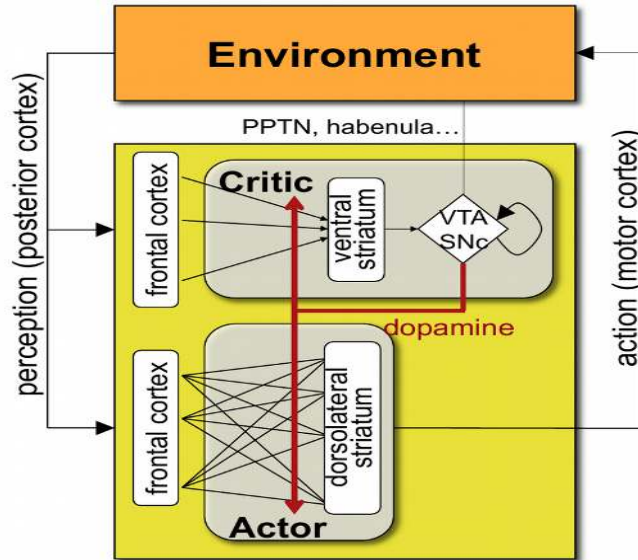 Environment
PPTN, habenula…
perception (posterior cortex)
action (motor cortex)
frontal cortex
Critic
ventral
striatum
VTA
SNc
dopamine
frontal cortex
dorsolateral
striatum
Actor